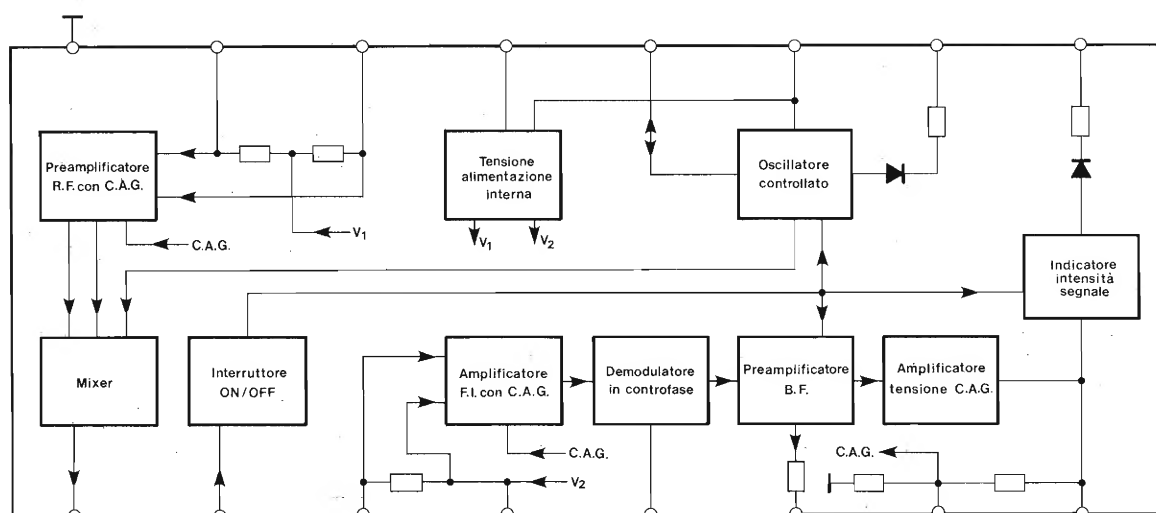 Preamplificatore
R.F. con C.A.G.
C.A.G.
V1
Tensione
alimentazione
interna
V1
V2
Oscillatore
controllato
Indicatore
intensità
segnale
Mixer
Interruttore
ON/OFF
Amplificatore
F.I. con C.A.G.
C.A.G.
V2
Demodulatore
in controfase
Preamplificatore
B.F.
Amplificatore
tensione C.A.G.
C.A.G.